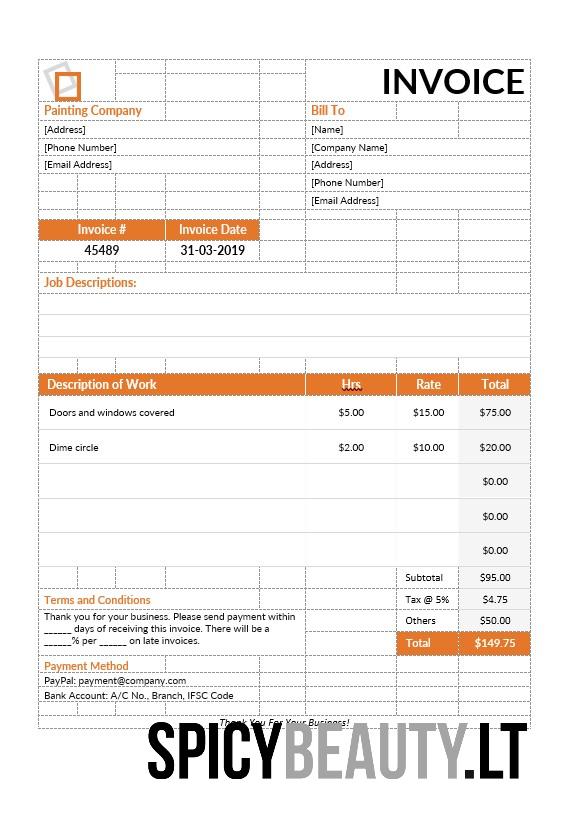 INVOICE
Painting Company
Bill To
[Address]
[Name]
[Phone Number]
[Company Name]
[Email Address]
[Address]
[Phone Number]
[Email Address]
Invoice # Invoice Date
45489 31-03-2019
Job Descriptions:
Description of Work Hrs Rate Total
Doors and windows covered $5.00 $15.00 $75.00
Dime circle $2.00 $10.00 $20.00
$0.00
$0.00
$0.00
Subtotal $95.00
Terms and Conditions Tax @ 5% $4.75
Thank you for your business. Please send payment within
______ days of receiving this invoice. There will be a
______% per ______ on late invoices.
Others $50.00
Total $149.75
Payment Method
PayPal: payment@company.com
Bank Account: A/C No., Branch, IFSC Code
Thank You For Your Business!
SPICYBEAUTY.LT